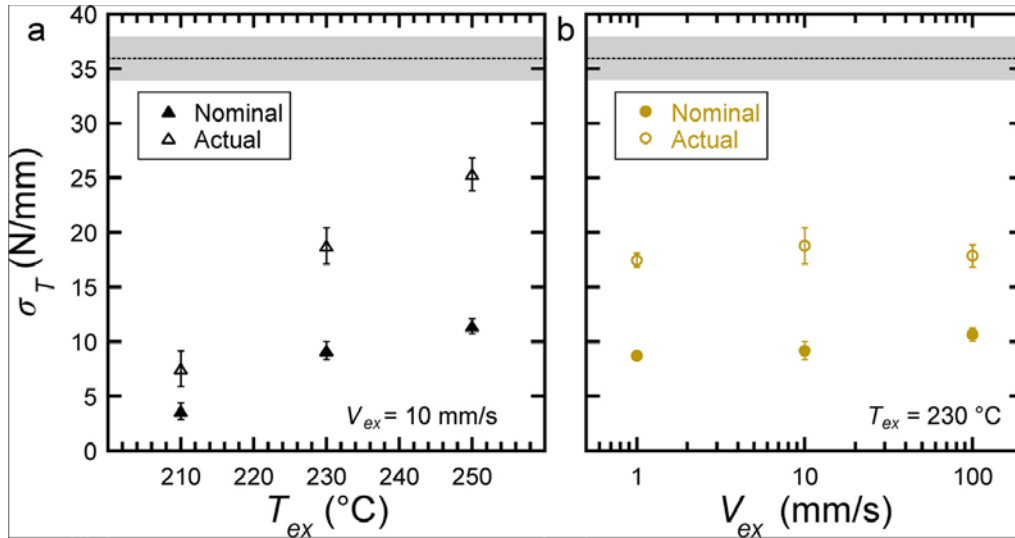 a
b
40
35
30
25
20
15
10
5
0
σT (N/mm)
Nominal
Actual
Nominal
Actual
Vex = 10 mm/s
Tex = 230 °C
210 220 230 240 250
1 10 100
Tex (°C)
Vex (mm/s)